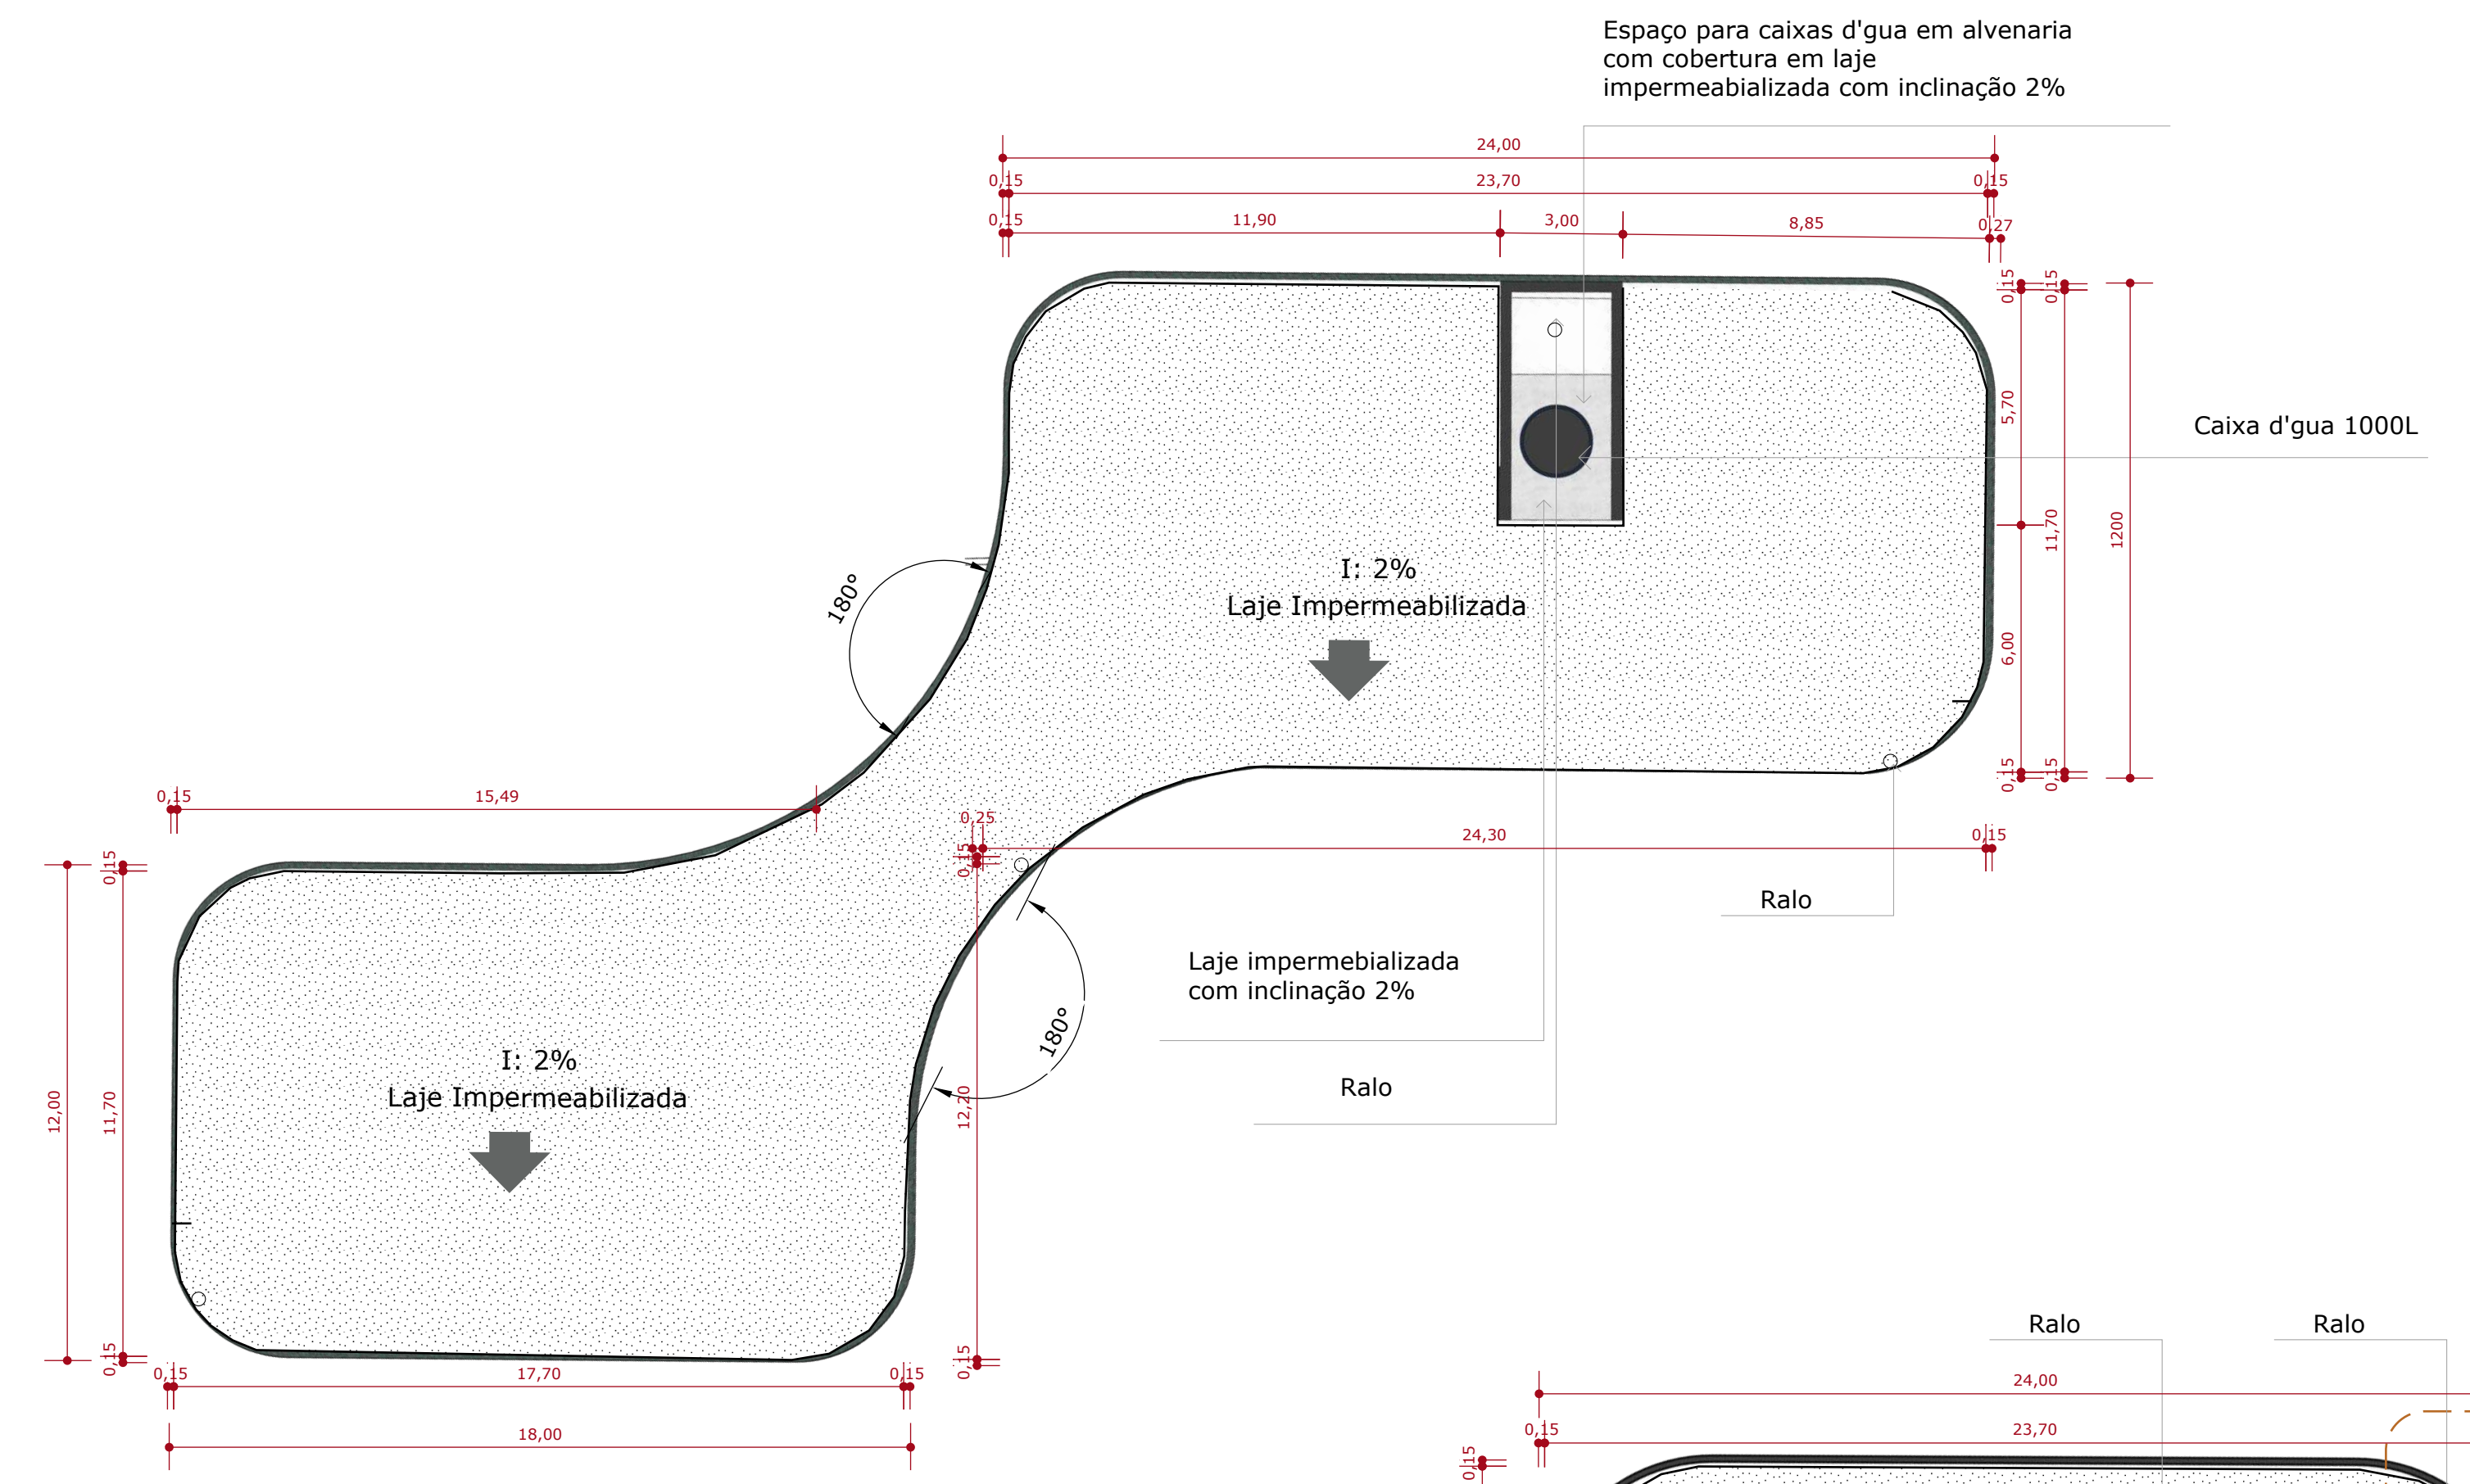 Espaço para caixas d'gua em alvenaria
com cobertura em laje
impermeabializada com inclinação 2%
24,00
0,15
23,70
0,15
0,15
11,90
3,00
8,85
0,27
0,15
0,15
5,70
Caixa d'gua 1000L
11,70
1200
6,00
0,15
0,15
I: 2%
Laje Impermeabilizada
180°
0,15
15,49
0,25
0,15
24,30
0,15
Ralo
0,15
12,00
11,70
0,15
Laje impermebializada
com inclinação 2%
180°
Ralo
I: 2%
Laje Impermeabilizada
12,20
0,15
0,15
17,70
0,15
18,00
Ralo
Ralo
24,00
0,15
23,70
0,15